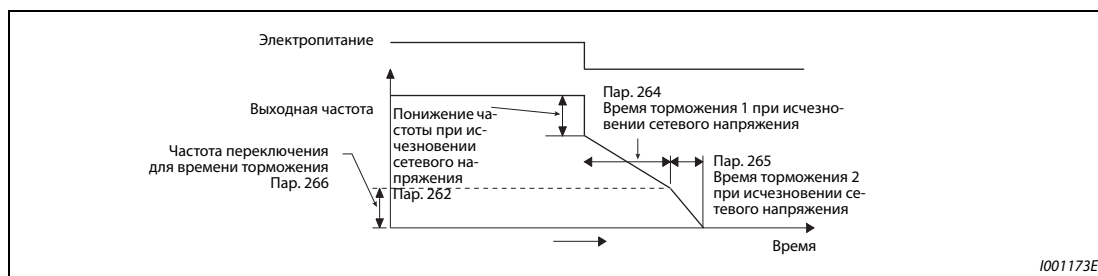 Электропитание
Выходная частота
Понижение ча-
стоты при ис-
чезновении
сетевого на-
пряжения
Пар. 262
Частота переключения
для времени торможения
Пар. 266
Пар. 264
Время торможения 1 при исчезно-
вении сетевого напряжения
Пар. 265
Время торможения 2
при исчезновении се-
тевого напряжения
Время
I001173E